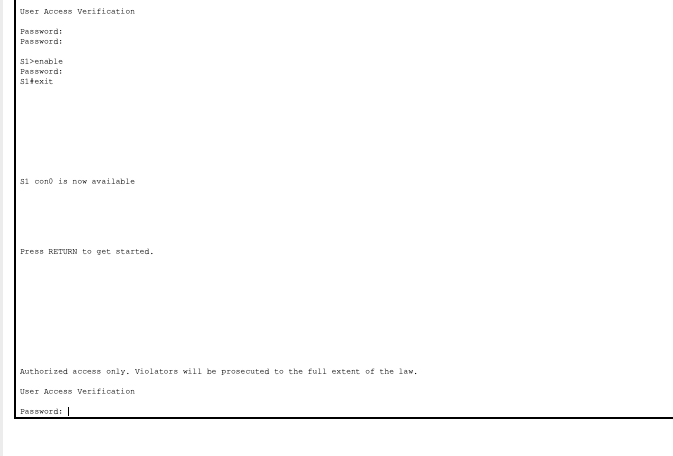 User Access Verification
Password:
Password:
S1>enable
Password:
S1#exit
S1 con0 is now available
Press RETURN to get started.
Authorized access only. Violators will be prosecuted to the full extent of the law.
User Access Verification
Password: